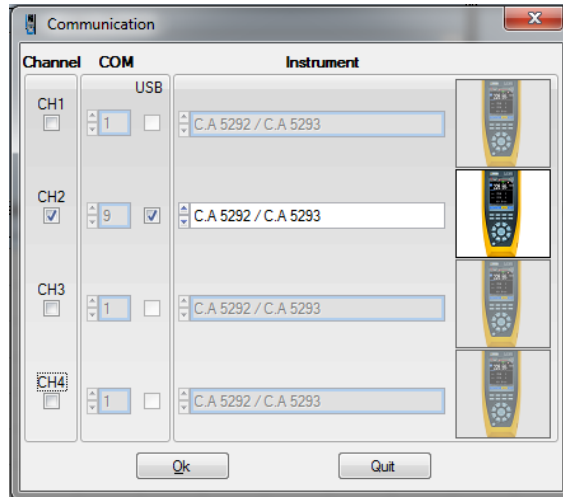 Communication
Channel COM Instrument
USB
CH1
1
C.A 5292 / C.A 5293
CH2
9
C.A 5292 / C.A 5293
CH3
1
C.A 5292 / C.A 5293
CH4
1
C.A 5292 / C.A 5293
Ok Quit